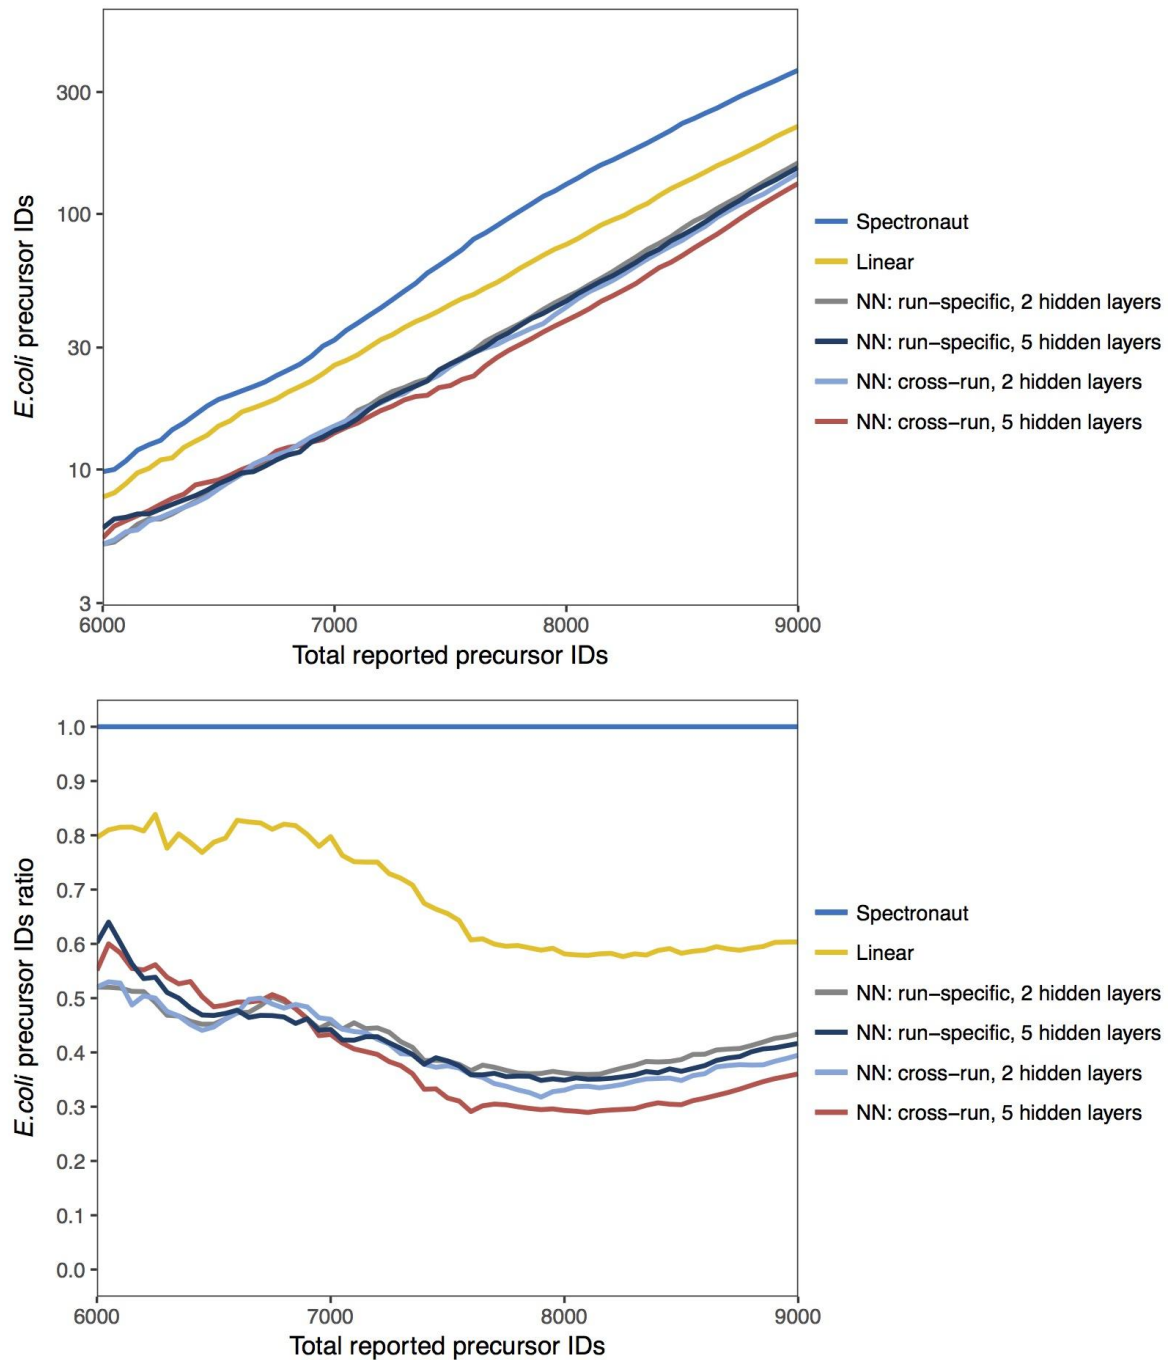 300
100
30
10
3
E.coli precursor IDs
6000 7000 8000 9000
Total reported precursor IDs
Spectronaut
Linear
NN: run−specific, 2 hidden layers
NN: run−specific, 5 hidden layers
NN: cross−run, 2 hidden layers
NN: cross−run, 5 hidden layers
1.0
0.9
0.8
0.7
0.6
0.5
0.4
0.3
0.2
0.1
0.0
E.coli precursor IDs ratio
6000 7000 8000 9000
Total reported precursor IDs
Spectronaut
Linear
NN: run−specific, 2 hidden layers
NN: run−specific, 5 hidden layers
NN: cross−run, 2 hidden layers
NN: cross−run, 5 hidden layers